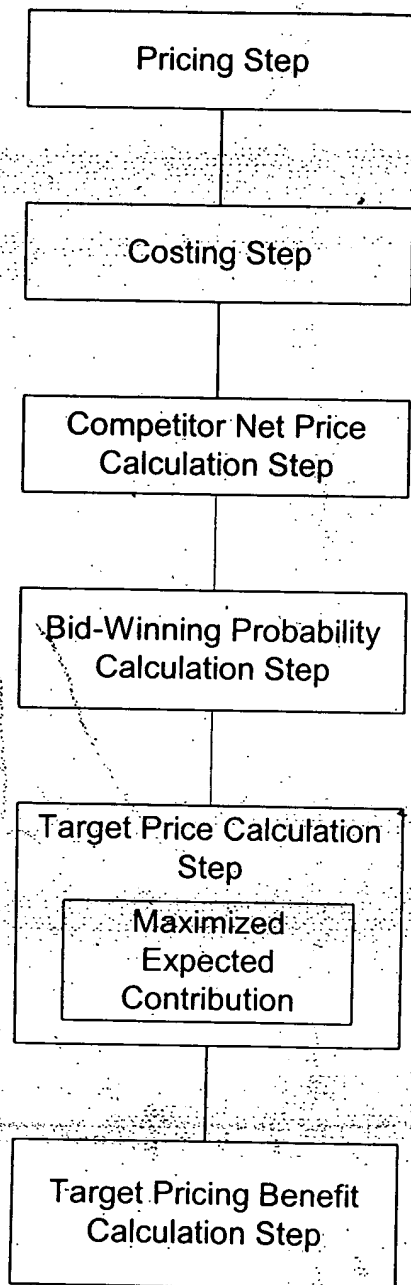 Pricing Step
Costing Step
Competitor Net Price
Calculation Step
Bid-Winning Probability
Calculation Step
Target Price Calculation
Step
Maximized
Expected
Contribution
Target Pricing Benefit
Calculation Step